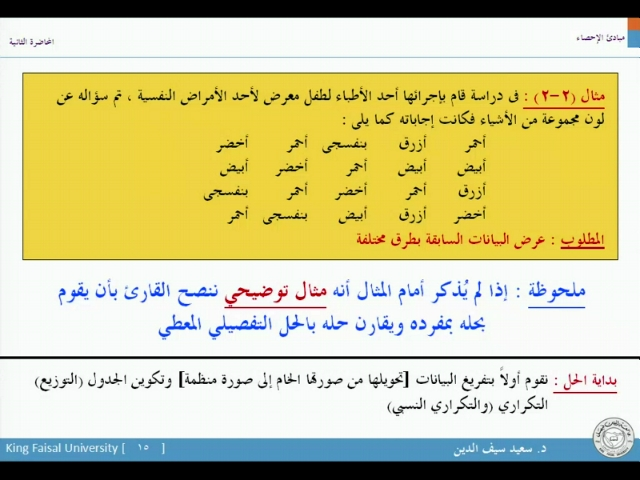 مبادئ الإحصاء
المحاضرة الثانية
مثال (٢-٢) : فى دراسة قام بإجرائها أحد الأطباء لطفل معرض لأحد الأمراض النفسية ، تم سؤاله عن
لون مجموعة من الأشياء فكانت إجاباته كما يلى :
أحمر أزرق بنفسجى أحمر أخضر
أبيض أبيض أحمر أخضر أبيض
أزرق أحمر أخضر أحمر بنفسجى
أخضر أزرق أبيض بنفسجى أحمر
المطلوب : عرض البيانات السابقة بطرق مختلفة
ملحوظة : إذا لم يُذكر أمام المثال أنه مثال توضيحي ننصح القارئ بأن يقوم
بحله بمفرده ويقارن حله بالحل التفصيلي المعطي
بداية الحل : نقوم أولاً بتفريغ البيانات [تحويلها من صورتها الخام إلى صورة منظمة] وتكوين الجدول (التوزيع)
التكراري (والتكراري النسبي)
د. سعيد سيف الدين
King Faisal University [ ١٥ ]